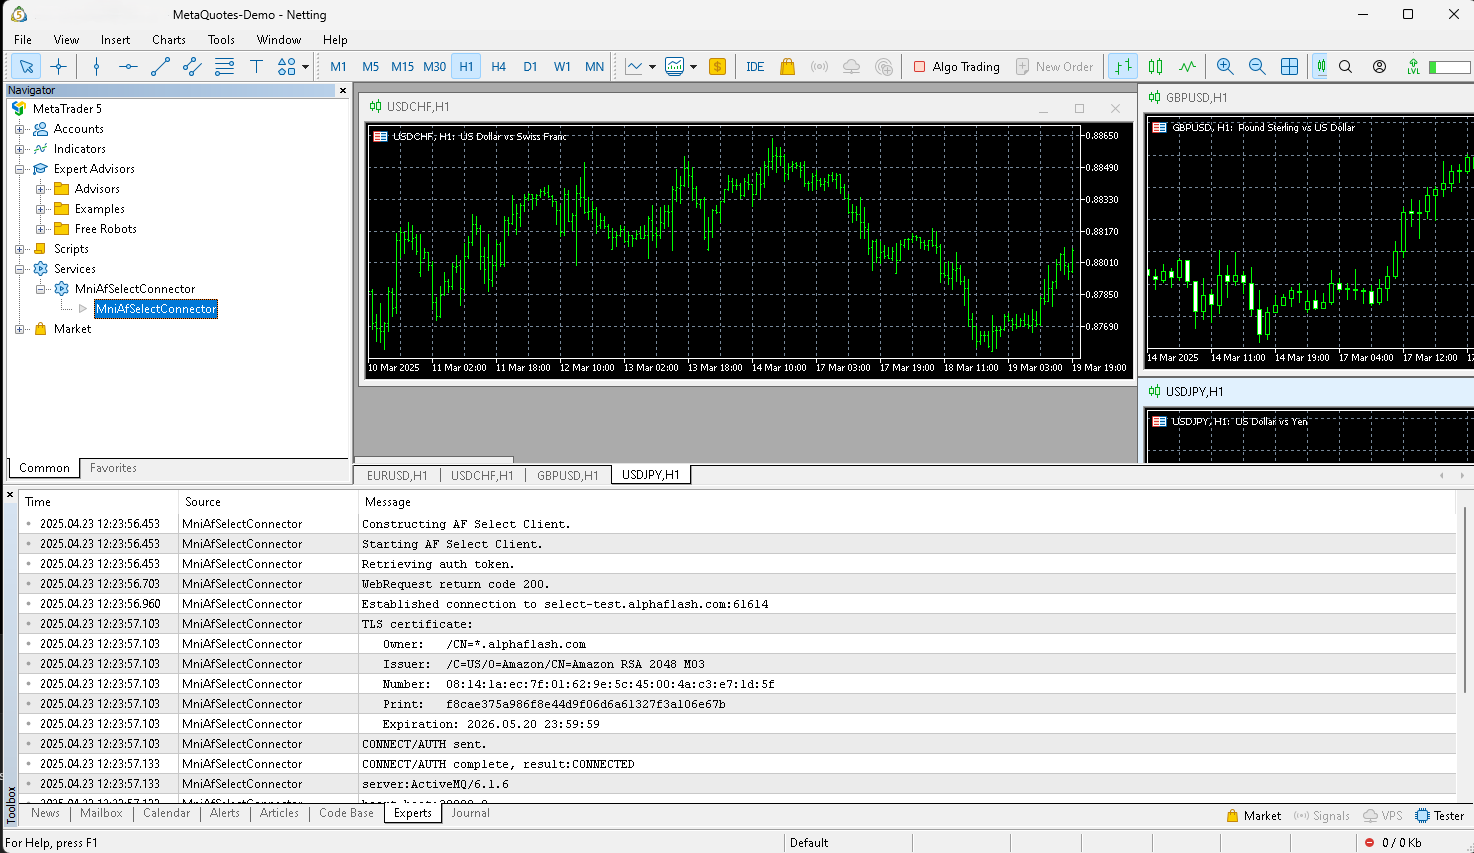 MetaQuotes-Demo - Netting
File View Insert Charts Tools Window Help
M1 M5 M15 M30 H1 H4 D1 W1 MN $ IDE Algo Trading New Order LVL
Navigator
MetaTrader 5
Accounts
Indicators
Expert Advisors
Advisors
Examples
Free Robots
Scripts
Services
MniAfSelectConnector
MniAfSelectConnector
Market
Common Favorites
USDCHF,H1
USDCHF, H1: US Dollar vs Swiss Franc
0.88650
0.88490
0.88330
0.88170
0.88010
0.87850
0.87690
10 Mar 2025 11 Mar 02:00 11 Mar 18:00 12 Mar 10:00 13 Mar 02:00 13 Mar 18:00 14 Mar 10:00 17 Mar 03:00 17 Mar 19:00 18 Mar 11:00 19 Mar 03:00 19 Mar 19:00
GBPUSD,H1
GBPUSD, H1: Pound Sterling vs US Dollar
14 Mar 2025 14 Mar 11:00 14 Mar 19:00 17 Mar 04:00 17 Mar 12:00 17
USDJPY,H1
USDJPY, H1: US Dollar vs Yen
EURUSD,H1 USDCHF,H1 GBPUSD,H1 USDJPY,H1
Time Source Message
2025.04.23 12:23:56.453 MniAfSelectConnector Constructing AF Select Client.
2025.04.23 12:23:56.453 MniAfSelectConnector Starting AF Select Client.
2025.04.23 12:23:56.453 MniAfSelectConnector Retrieving auth token.
2025.04.23 12:23:56.703 MniAfSelectConnector WebRequest return code 200.
2025.04.23 12:23:56.960 MniAfSelectConnector Established connection to select-test.alphaflash.com:61614
2025.04.23 12:23:57.103 MniAfSelectConnector TLS certificate:
2025.04.23 12:23:57.103 MniAfSelectConnector Owner: /CN=*.alphaflash.com
2025.04.23 12:23:57.103 MniAfSelectConnector Issuer: /C=US/O=Amazon/CN=Amazon RSA 2048 M03
2025.04.23 12:23:57.103 MniAfSelectConnector Number: 08:14:1a:ec:7f:01:62:9e:5c:45:00:4a:c3:e7:1d:5f
2025.04.23 12:23:57.103 MniAfSelectConnector Print: f8cae375a986f8e44d9f06d6a61327f3a106e67b
2025.04.23 12:23:57.103 MniAfSelectConnector Expiration: 2026.05.20 23:59:59
2025.04.23 12:23:57.103 MniAfSelectConnector CONNECT/AUTH sent.
2025.04.23 12:23:57.133 MniAfSelectConnector CONNECT/AUTH complete, result:CONNECTED
2025.04.23 12:23:57.133 MniAfSelectConnector server:ActiveMQ/6.1.6
2025.04.23 12:23:57.133 MniAfSelectConnector
Toolbox
News Mailbox Calendar Alerts Articles Code Base Experts Journal Market Signals VPS Tester
For Help, press F1 Default 0 / 0 Kb